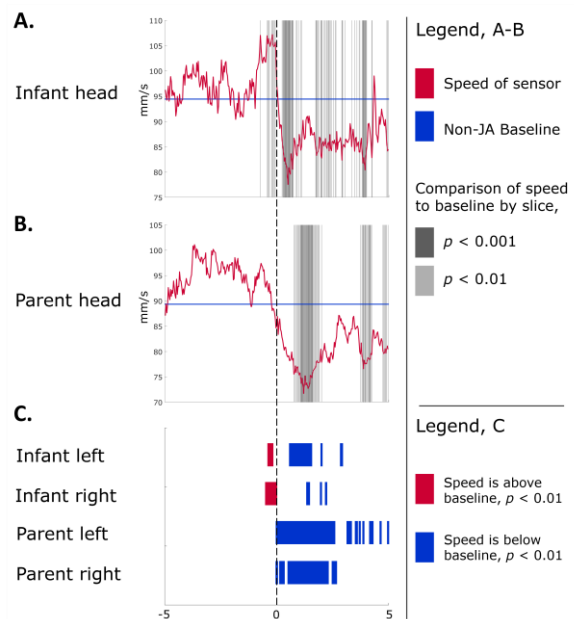 A.
Infant head
mm/s
110
105
100
95
90
85
80
75
B.
Parent head
mm/s
105
100
95
90
85
80
75
70
C.
Infant left
Infant right
Parent left
Parent right
-5
0
5
Legend, A-B
Speed of sensor
Non-JA Baseline
Comparison of speed
to baseline by slice,
p < 0.001
p < 0.01
Legend, C
Speed is above
baseline, p < 0.01
Speed is below
baseline, p < 0.01